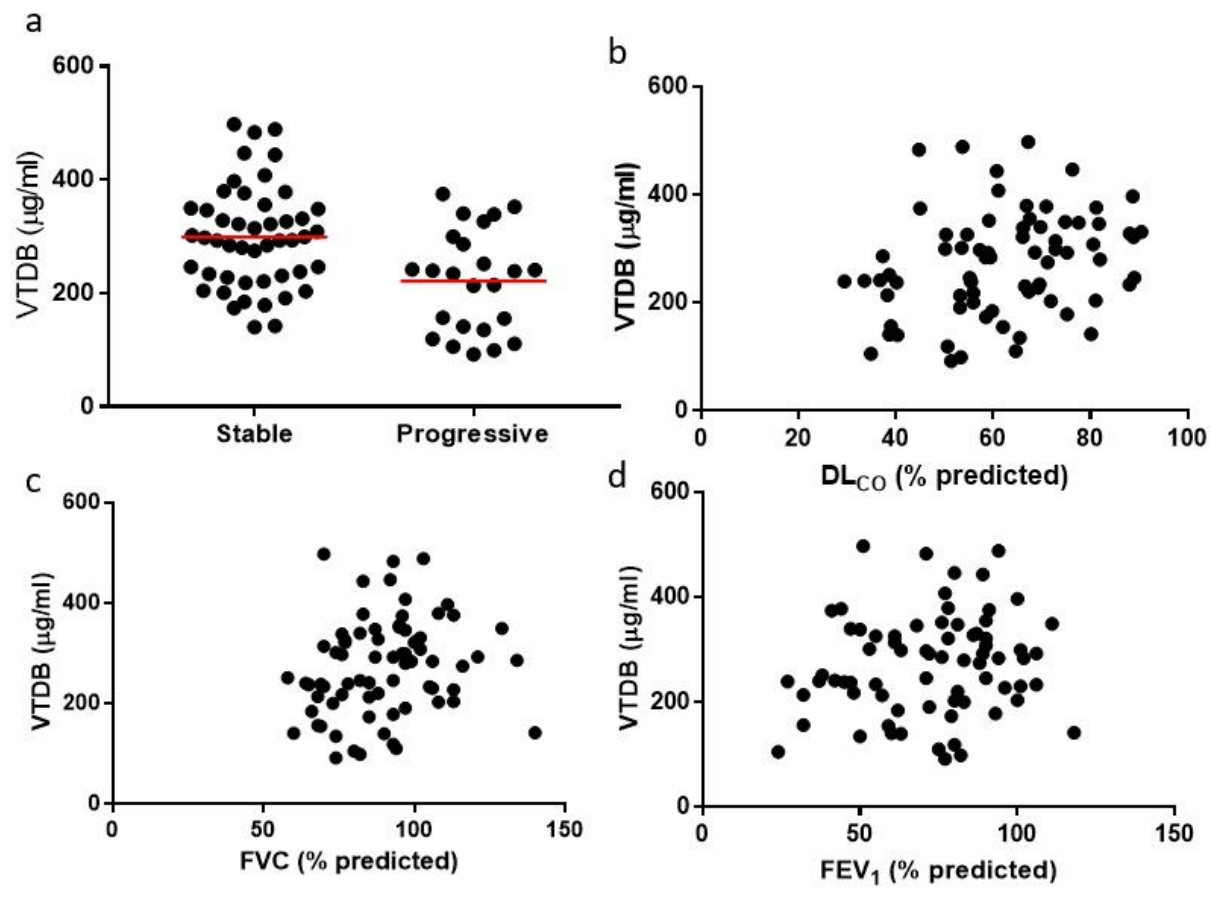 a
600
400
200
0
VTDB (µg/ml)
Stable Progressive
b
600
400
200
0
VTDB (µg/ml)
0 20 40 60 80 100
DLCO (% predicted)
c
600
400
200
0
VTDB (µg/ml)
0 50 100 150
FVC (% predicted)
d
600
400
200
0
VTDB (µg/ml)
0 50 100 150
FEV1 (% predicted)